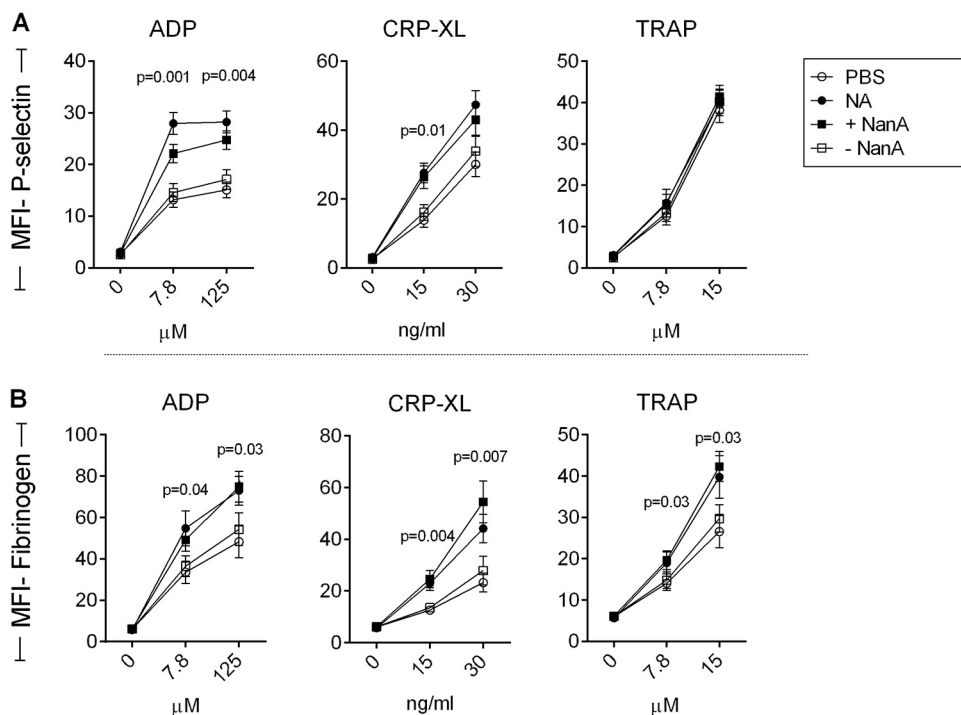 A
ADP
CRP-XL
TRAP
MFI- P-selectin
40
30
20
10
0
p=0.001
p=0.004
0
7.8
125
µM
60
40
20
0
p=0.01
0
15
30
ng/ml
50
40
30
20
10
0
0
7.8
15
µM
PBS
NA
+ NanA
- NanA
B
ADP
CRP-XL
TRAP
MFI- Fibrinogen
100
80
60
40
20
0
p=0.04
p=0.03
0
7.8
125
µM
80
60
40
20
0
p=0.004
p=0.007
0
15
30
ng/ml
50
40
30
20
10
0
p=0.03
p=0.03
0
7.8
15
µM